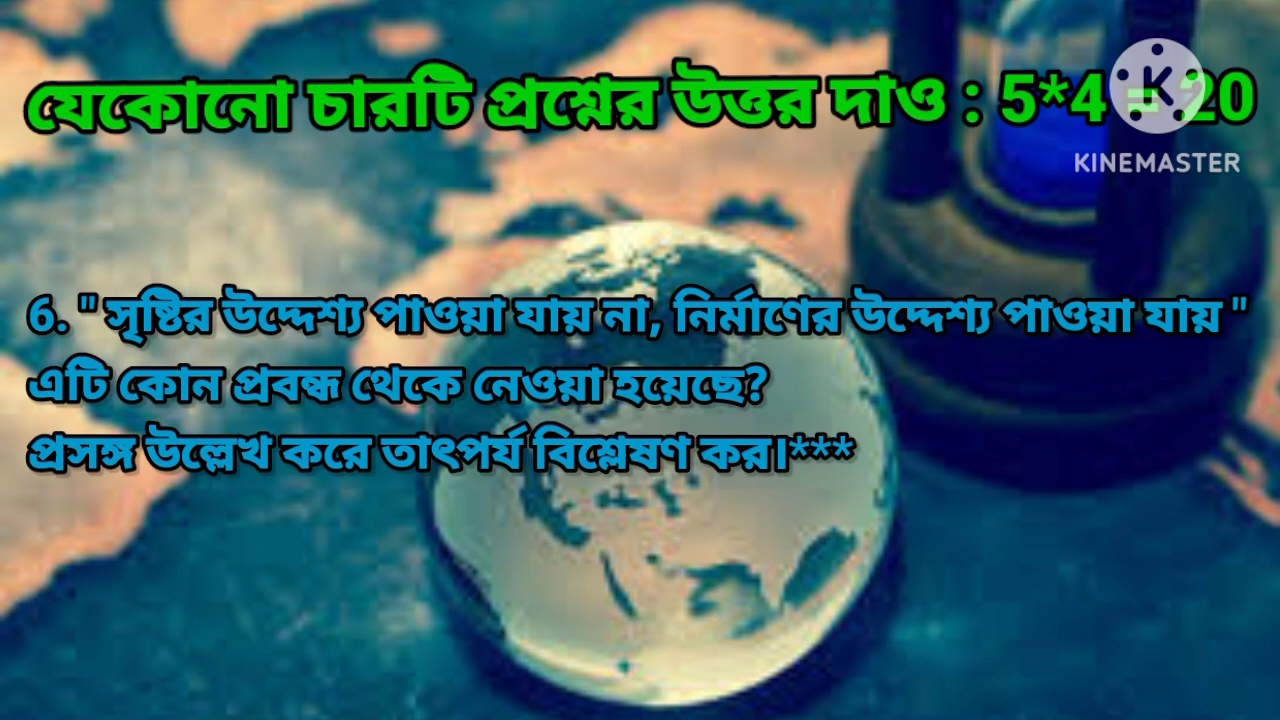 যেকোনো চারটি প্রশ্নের উত্তর দাও : 5*4 = 20
KINEMASTER
6. " সৃষ্টির উদ্দেশ্য পাওয়া যায় না, নির্মাণের উদ্দেশ্য পাওয়া যায় "
এটি কোন প্রবন্ধ থেকে নেওয়া হয়েছে?
প্রসঙ্গ উল্লেখ করে তাৎপর্য বিশ্লেষণ কর।***